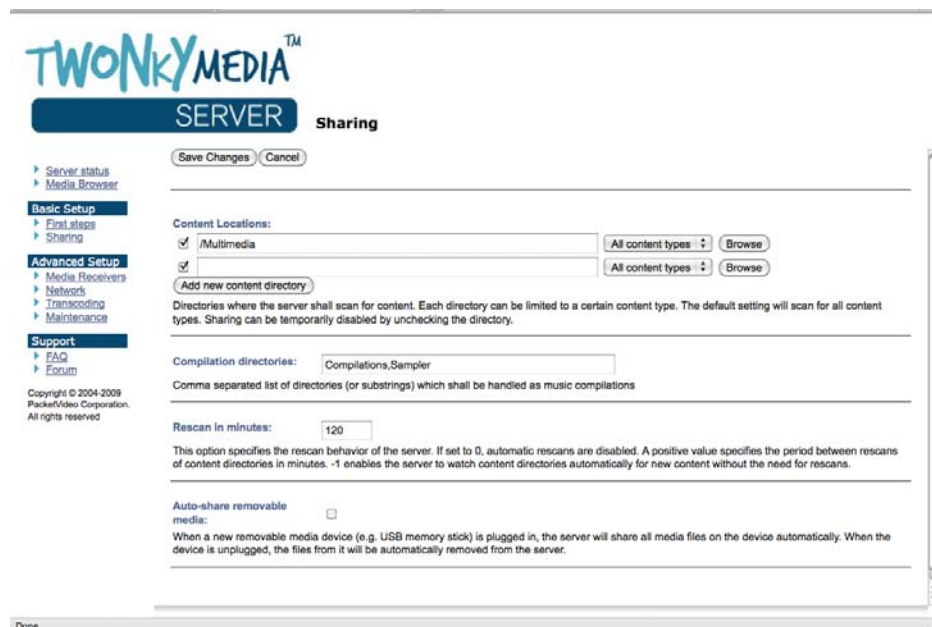 TWONKYMEDIA™
SERVER
Sharing
Save Changes Cancel
Server status
Media Browser
Basic Setup
First steps
Sharing
Advanced Setup
Media Receivers
Network
Transcoding
Maintenance
Support
FAQ
Forum
Copyright © 2004-2009
PacketVideo Corporation.
All rights reserved
Content Locations:
/Multimedia All content types Browse
All content types Browse
Add new content directory
Directories where the server shall scan for content. Each directory can be limited to a certain content type. The default setting will scan for all content
types. Sharing can be temporarily disabled by unchecking the directory.
Compilation directories: Compilations,Sampler
Comma separated list of directories (or substrings) which shall be handled as music compilations
Rescan in minutes: 120
This option specifies the rescan behavior of the server. If set to 0, automatic rescans are disabled. A positive value specifies the period between rescans
of content directories in minutes. -1 enables the server to watch content directories automatically for new content without the need for rescans.
Auto-share removable
media:
When a new removable media device (e.g. USB memory stick) is plugged in, the server will share all media files on the device automatically. When the
device is unplugged, the files from it will be automatically removed from the server.
Done